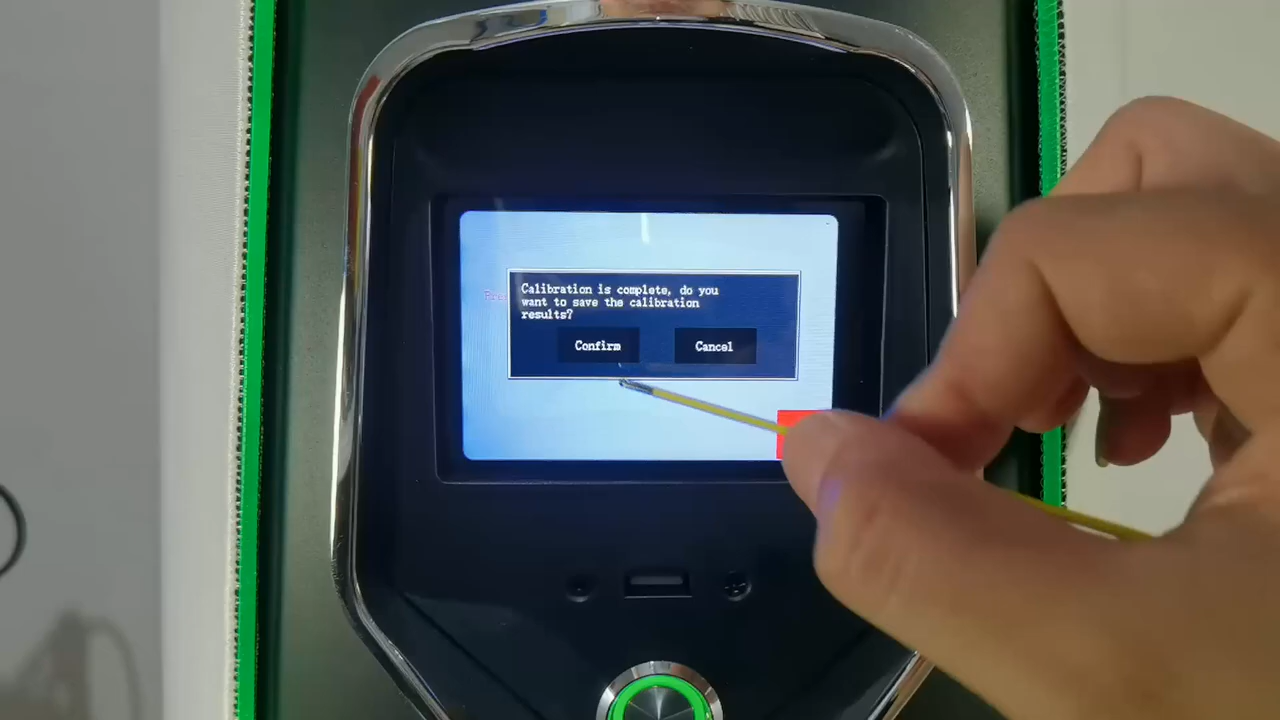 Calibration is complete, do you
want to save the calibration
results?
Confirm
Cancel